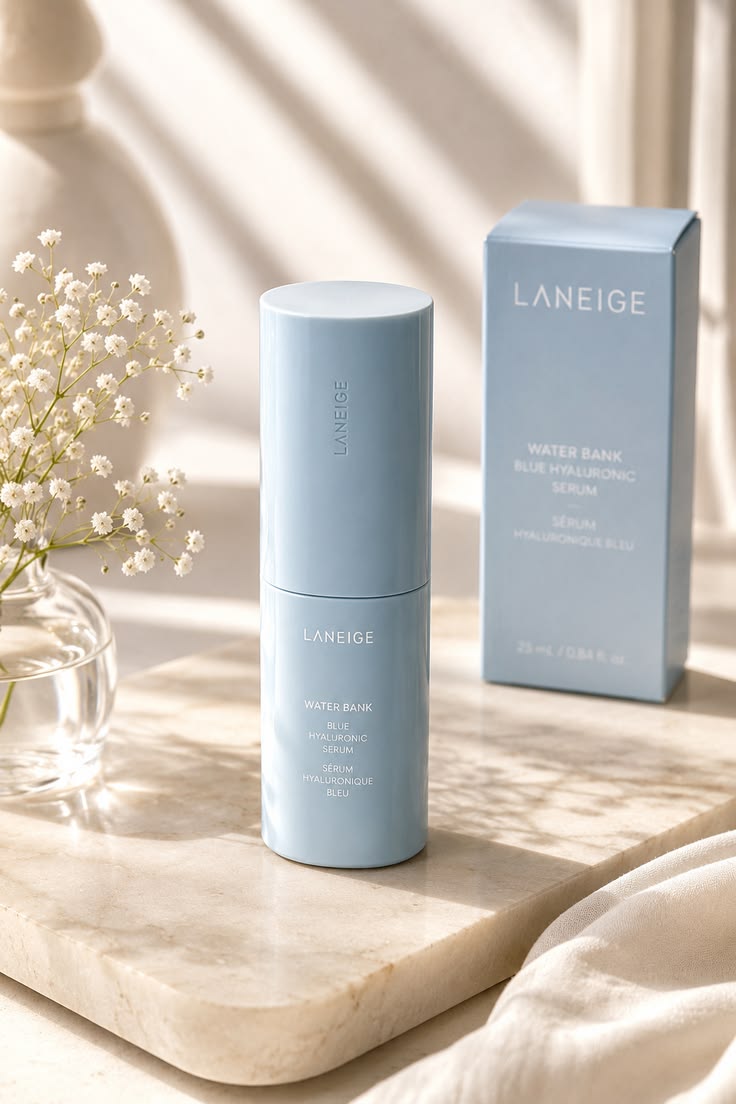 LANEIGE
LANEIGE
WATER BANK
BLUE
HYALURONIC
SERUM
SÉRUM
HYALURONIQUE
BLEU
LANEIGE
WATER BANK
BLUE HYALURONIC
SERUM
SÉRUM
HYALURONIQUE BLEU
25 mL / 0.84 fl. oz.